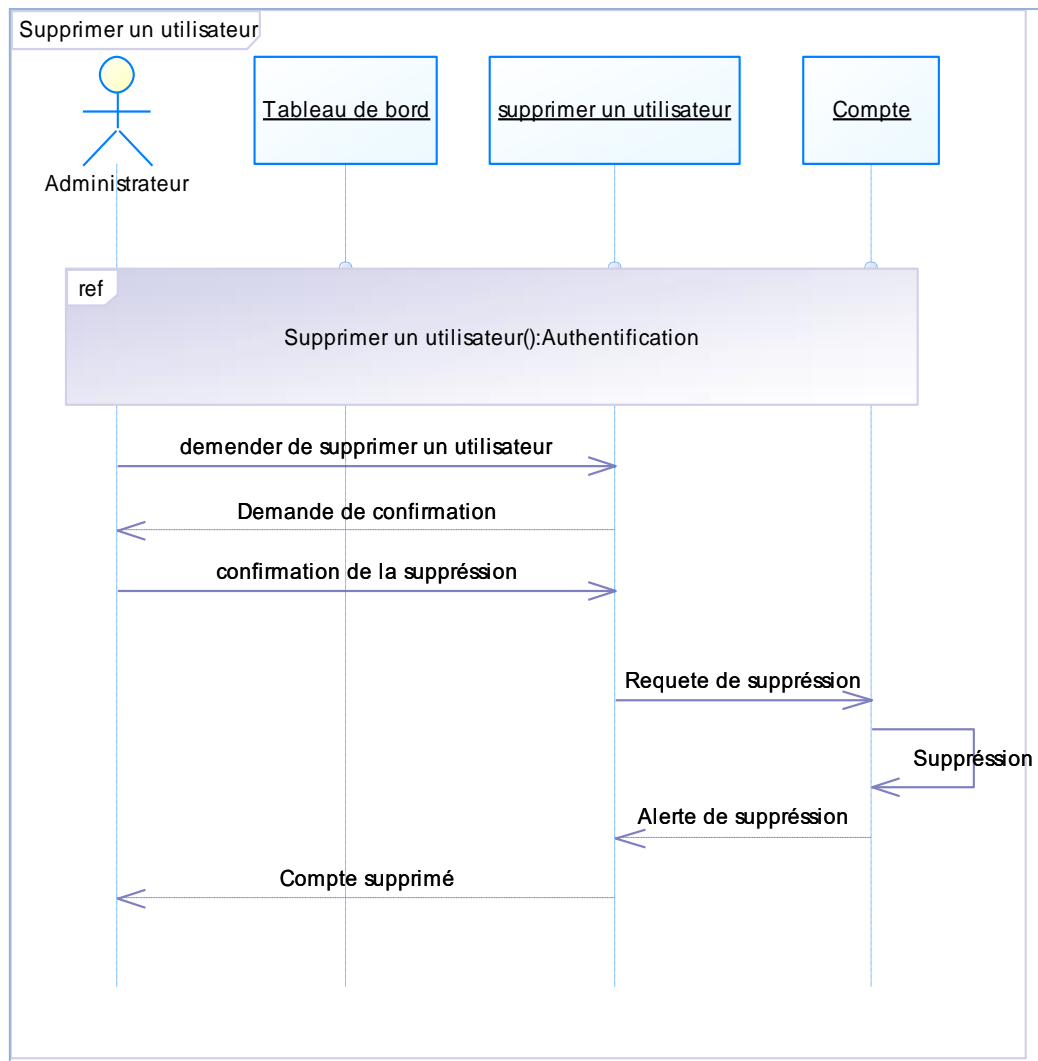 Supprimer un utilisateur
Tableau de bord
supprimer un utilisateur
Compte
Administrateur
ref
Supprimer un utilisateur():Authentification
demender de supprimer un utilisateur
Demande de confirmation
confirmation de la suppréssion
Requete de suppréssion
Suppréssion
Alerte de suppréssion
Compte supprimé